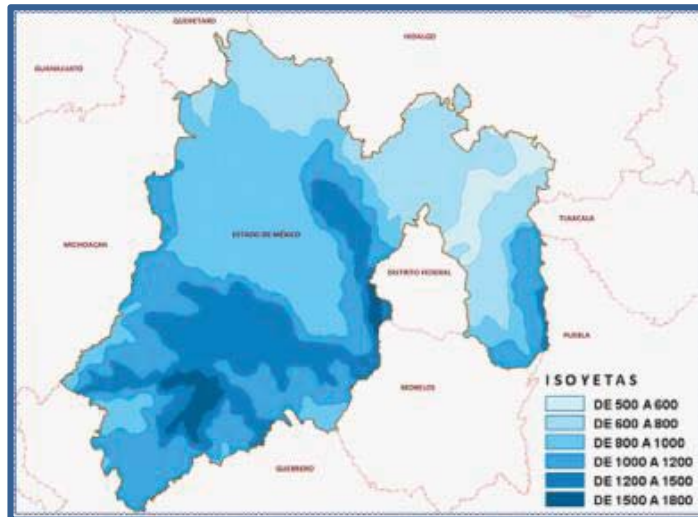 QUERETARO
HIDALGO
GUANAJUATO
TLAXCALA
ESTADO DE MÉXICO
MICHOACAN
DISTRITO FEDERAL
PUEBLA
MORELOS
GUERRERO
ISOYETAS
DE 500 A 600
DE 600 A 800
DE 800 A 1000
DE 1000 A 1200
DE 1200 A 1500
DE 1500 A 1800